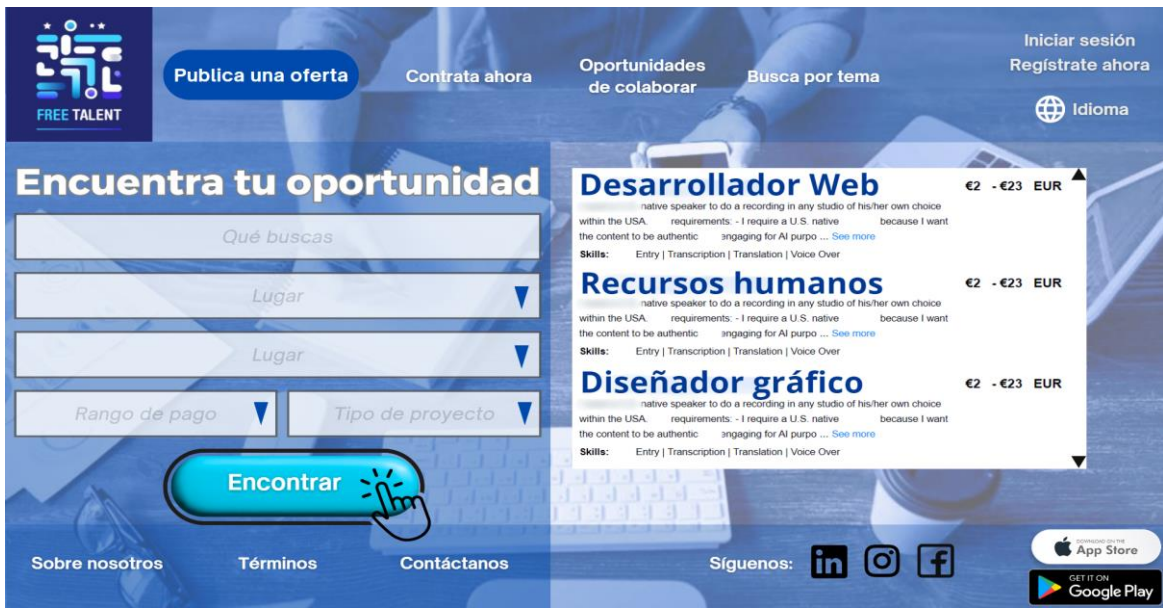 FREE TALENT
Publica una oferta
Contrata ahora
Oportunidades
de colaborar
Busca por tema
Iniciar sesión
Regístrate ahora
Idioma
Encuentra tu oportunidad
Qué buscas
Lugar
Lugar
Rango de pago
Tipo de proyecto
Encontrar
Desarrollador Web
€2 - €23 EUR
native speaker to do a recording in any studio of his/her own choice
within the USA. requirements: - I require a U.S. native because I want
the content to be authentic engaging for AI purpo ... See more
Skills: Entry | Transcription | Translation | Voice Over
Recursos humanos
€2 - €23 EUR
native speaker to do a recording in any studio of his/her own choice
within the USA. requirements: - I require a U.S. native because I want
the content to be authentic engaging for AI purpo ... See more
Skills: Entry | Transcription | Translation | Voice Over
Diseñador gráfico
€2 - €23 EUR
native speaker to do a recording in any studio of his/her own choice
within the USA. requirements: - I require a U.S. native because I want
the content to be authentic engaging for AI purpo ... See more
Skills: Entry | Transcription | Translation | Voice Over
Sobre nosotros
Términos
Contáctanos
Síguenos:
in
f
DOWNLOAD ON THE
App Store
GET IT ON
Google Play